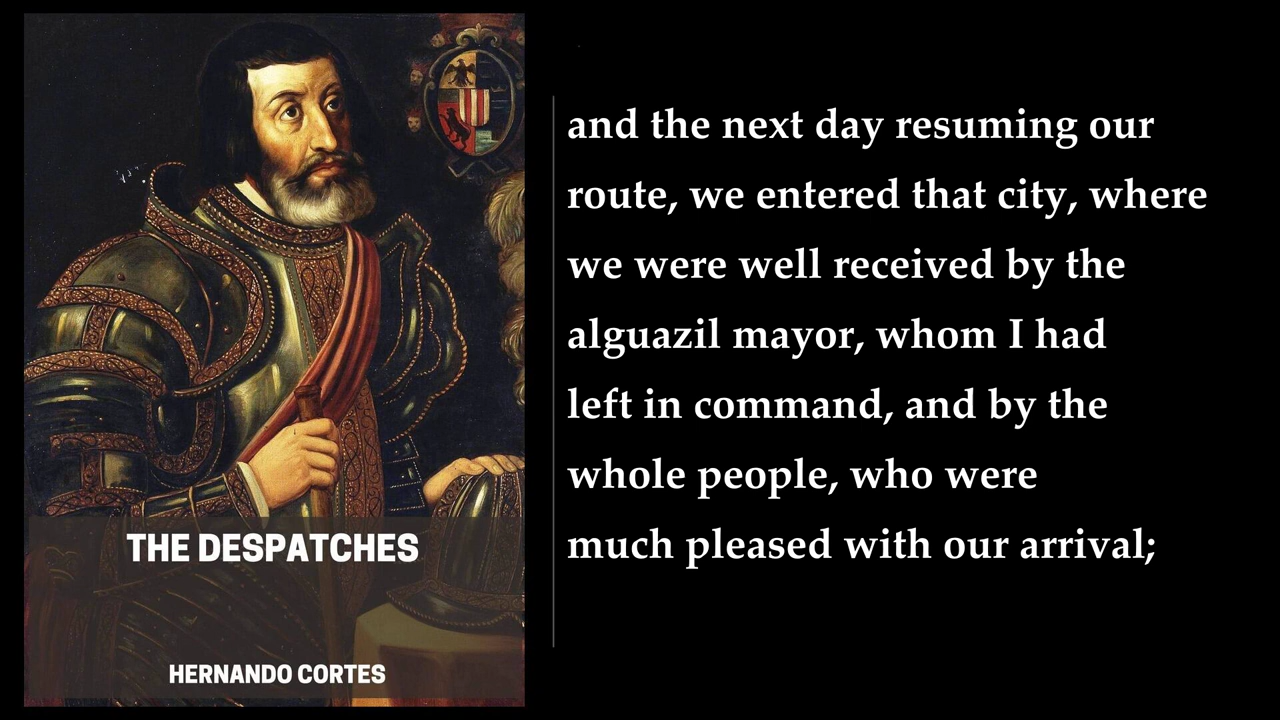 THE DESPATCHES
HERNANDO CORTES
and the next day resuming our
route, we entered that city, where
we were well received by the
alguazil mayor, whom I had
left in command, and by the
whole people, who were
much pleased with our arrival;